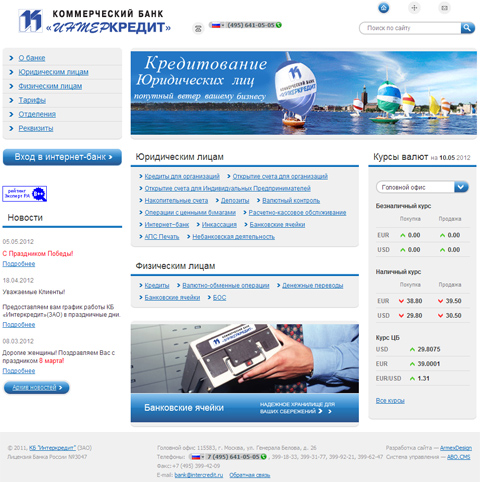 КОММЕРЧЕСКИЙ БАНК
«ИНТЕРКРЕДИТ»
(495) 641-05-05
Поиск по сайту
О банке
Юридическим лицам
Физическим лицам
Тарифы
Отделения
Реквизиты
Кредитование
Юридических лиц
попутный ветер вашему бизнесу
Вход в интернет-банк
рейтинг
Эксперт РА
B++
Новости
05.05.2012
С Праздником Победы!
Подробнее
19.04.2012
Уважаемые Клиенты!
Предоставляем вам график работы КБ
«Интеркредит»(ЗАО) в праздничные дни.
Подробнее
08.03.2012
Дорогие женщины! Поздравляем Вас с
праздником 8 марта!
Подробнее
Архив новостей
Юридическим лицам
Кредиты для организаций
Открытие счета для организаций
Открытие счета для Индивидуальных Предпринимателей
Накопительные счета
Депозиты
Валютный контроль
Операции с ценными бумагами
Расчетно-кассовое обслуживание
Интернет–банк
Инкассация
Банковские ячейки
АПС Печать
Небанковская деятельность
Физическим лицам
Кредиты
Валютно-обменные операции
Денежные переводы
Банковские ячейки
БОС
КОММЕРЧЕСКИЙ БАНК
«ИНТЕРКРЕДИТ»
Банковские ячейки
НАДЕЖНОЕ ХРАНИЛИЩЕ ДЛЯ
ВАШИХ СБЕРЕЖЕНИЙ
Курсы валют на 10.05.2012
Головной офис
Безналичный курс
Покупка Продажа
EUR 0.00 0.00
USD 0.00 0.00
Наличный курс
Покупка Продажа
EUR 38.80 39.50
USD 29.80 30.50
Курс ЦБ
USD 29.8075
EUR 39.0001
EUR/USD 1.31
Все курсы
© 2011, КБ "Интеркредит" (ЗАО)
Лицензия Банка России №3047
Головной офис 115583, г. Москва, ул. Генерала Белова, д. 26
Телефоны: (495) 641-05-05, 399-18-33, 399-31-77, 399-92-21, 399-62-47
Факс:+7 (495) 399-42-09
E-mail: bank@intercredit.ru Обратная связь
Разработка сайта — AnnexDesign
Система управления — ABO.CMS